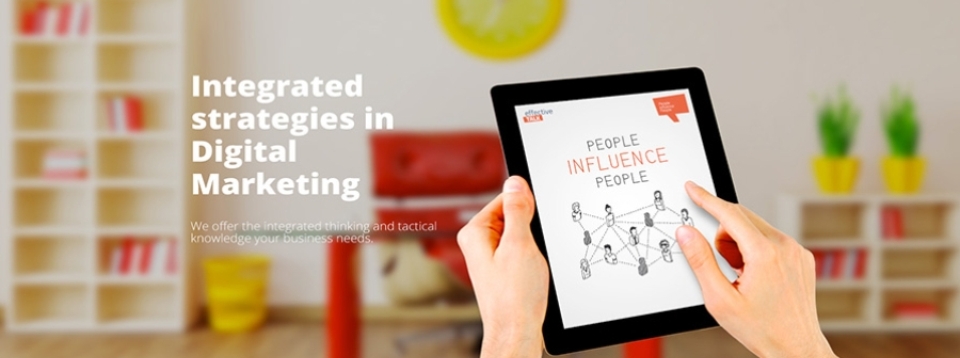 Integrated
strategies in
Digital
Marketing
We offer the integrated thinking and tactical
knowledge your business needs.
effective
TALK
PEOPLE
INFLUENCE
PEOPLE